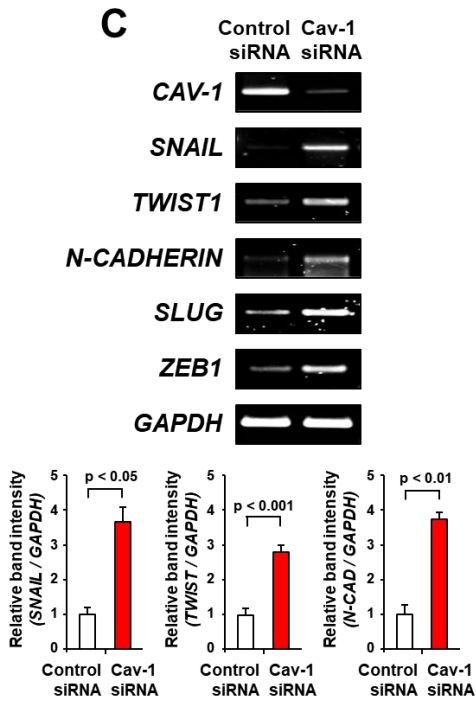 C
Control Cav-1
siRNA siRNA
CAV-1
SNAIL
TWIST1
N-CADHERIN
SLUG
ZEB1
GAPDH
Relative band intensity
(SNAIL / GAPDH)
5
4
3
2
1
0
p < 0.05
Control Cav-1
siRNA siRNA
Relative band intensity
(TWIST / GAPDH)
5
4
3
2
1
0
p < 0.001
Control Cav-1
siRNA siRNA
Relative band intensity
(N-CAD / GAPDH)
5
4
3
2
1
0
p < 0.01
Control Cav-1
siRNA siRNA